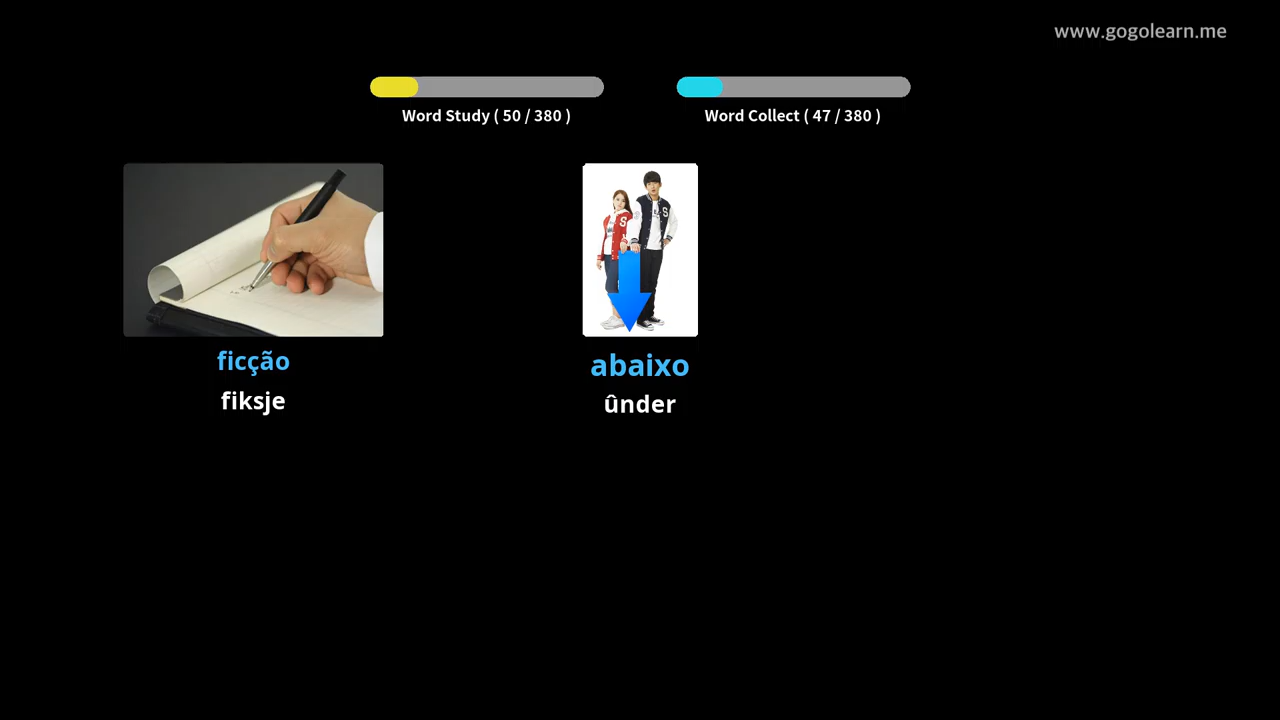 www.gogolearn.me
Word Study ( 50 / 380 )
Word Collect ( 47 / 380 )
ficção
fiksje
abaixo
ûnder
S
S